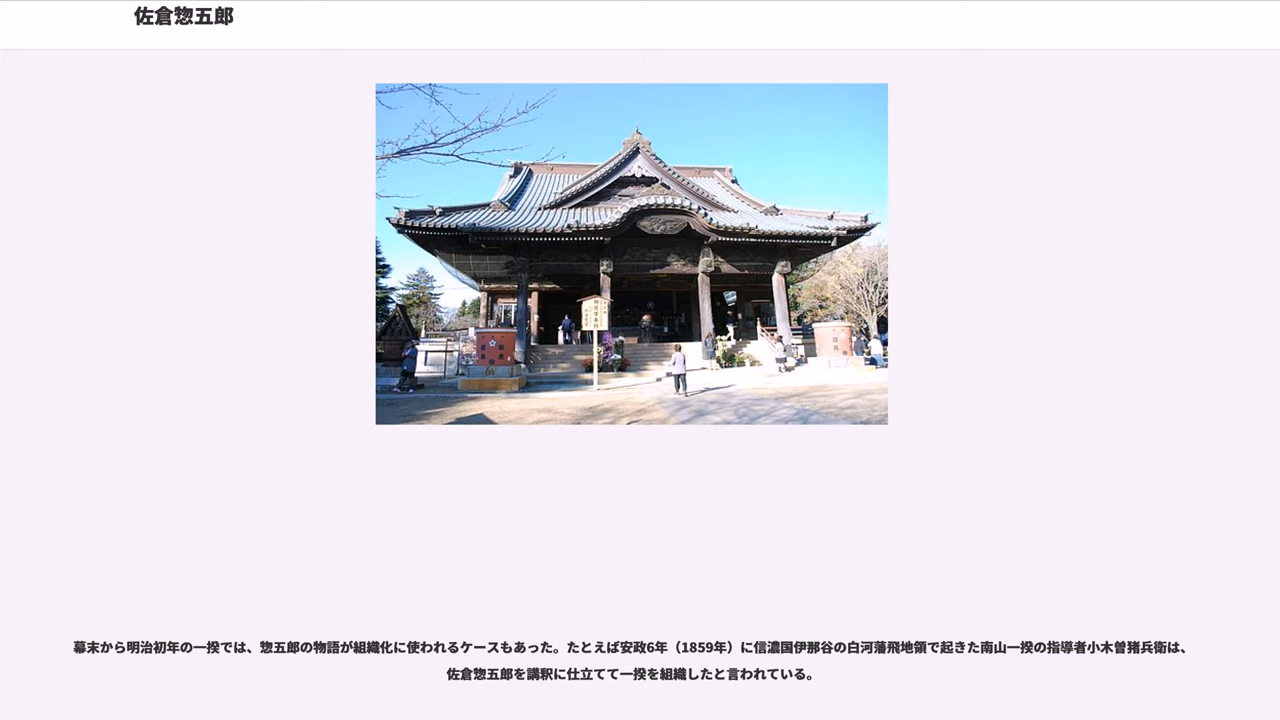 佐倉惣五郎
幕末から明治初年の一揆では、惣五郎の物語が組織化に使われるケースもあった。たとえば安政6年（1859年）に信濃国伊那谷の白河藩飛地領で起きた南山一揆の指導者小木曽猪兵衛は、
佐倉惣五郎を講釈に仕立てて一揆を組織したと言われている。